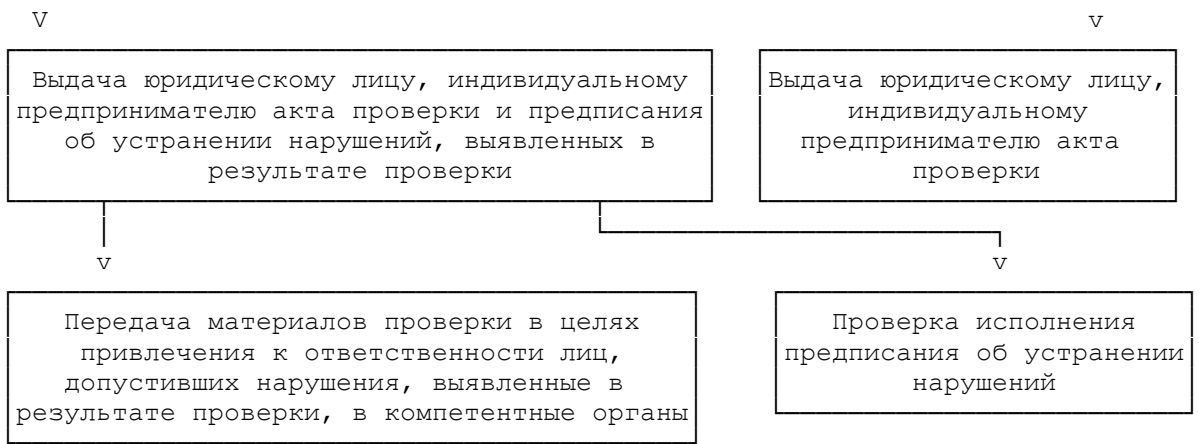 V v
Выдача юридическому лицу, индивидуальному
предпринимателю акта проверки и предписания
об устранении нарушений, выявленных в
результате проверки
Выдача юридическому лицу,
индивидуальному
предпринимателю акта
проверки
v v
Передача материалов проверки в целях
привлечения к ответственности лиц,
допустивших нарушения, выявленные в
результате проверки, в компетентные органы
Проверка исполнения
предписания об устранении
нарушений